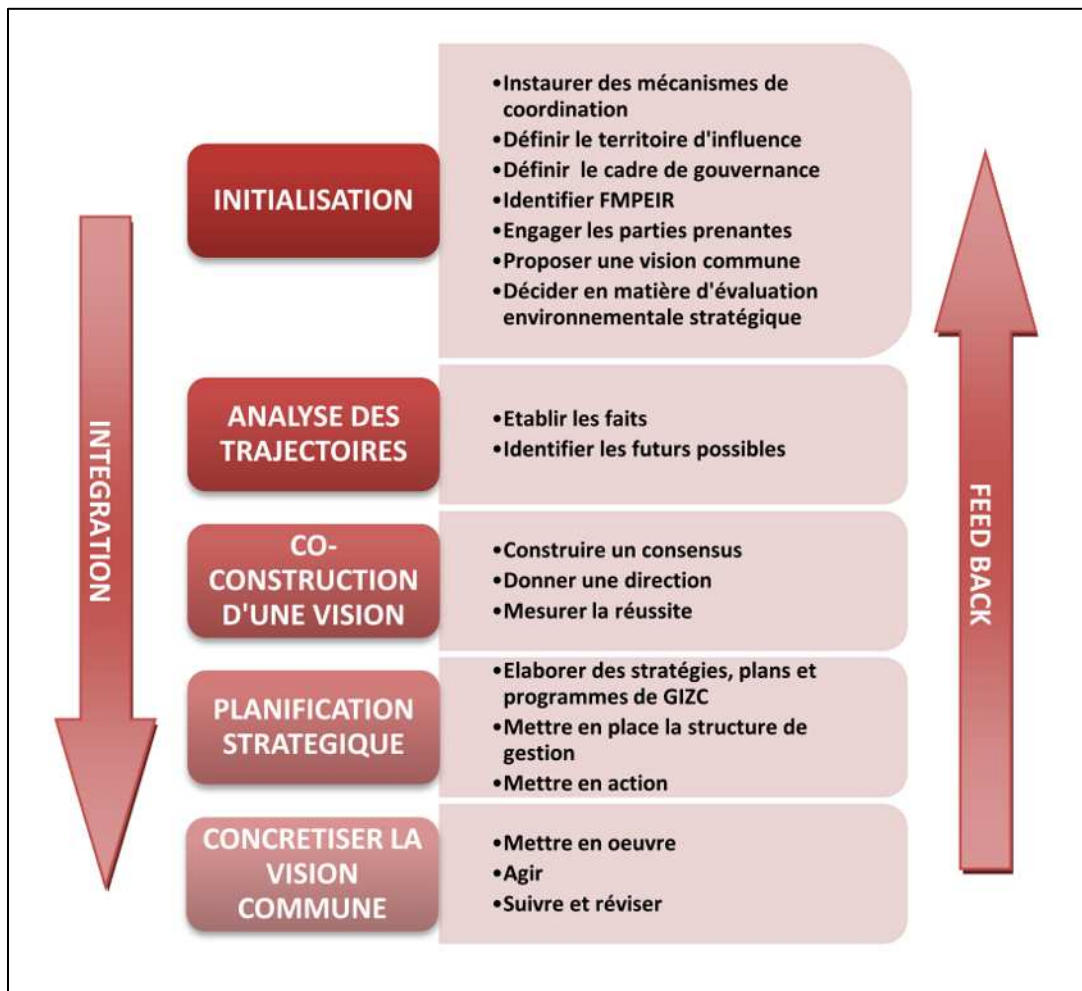 INTEGRATION
INITIALISATION
•Instaurer des mécanismes de
coordination
•Définir le territoire d'influence
•Définir  le cadre de gouvernance
•Identifier FMPEIR
•Engager les parties prenantes
•Proposer une vision commune
•Décider en matière d'évaluation
environnementale stratégique
ANALYSE DES
TRAJECTOIRES
•Etablir les faits
•Identifier les futurs possibles
CO-
CONSTRUCTION
D'UNE VISION
•Construire un consensus
•Donner une direction
•Mesurer la réussite
PLANIFICATION
STRATEGIQUE
•Elaborer des stratégies, plans et
programmes de GIZC
•Mettre en place la structure de
gestion
•Mettre en action
CONCRETISER LA
VISION
COMMUNE
•Mettre en oeuvre
•Agir
•Suivre et réviser
FEED BACK